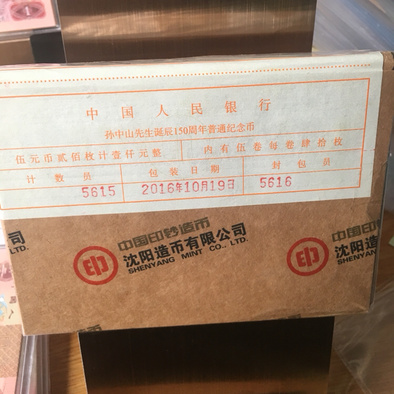 中国人民银行
孙中山先生诞辰150周年普通纪念币
伍元币贰佰枚计壹仟元整 内有伍卷每卷肆拾枚
计数员 包装日期 封包员
5615 2016年10月19日 5616
中国印钞造币
沈阳造币有限公司
SHENYANG MINT CO., LTD.
公司
LTD.
中国印
沈阳造
SHENYANG